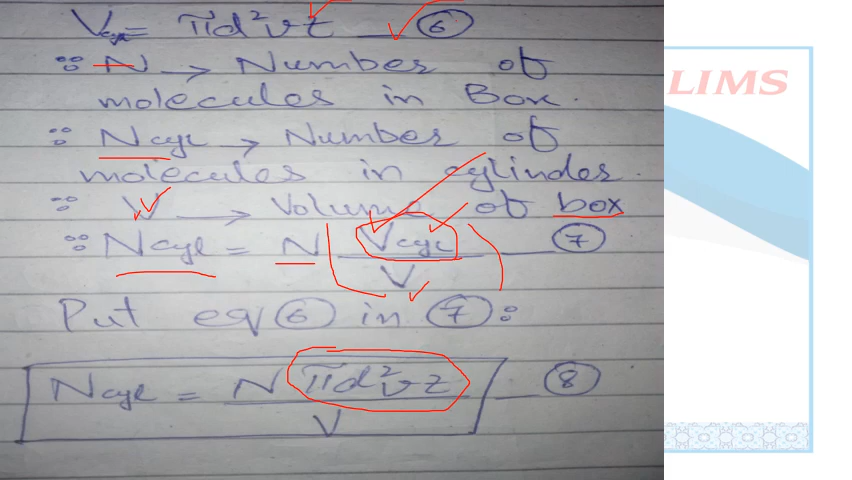 Vcyl = πd²vt — ⑥
∵ N → Number of
molecules in Box.
∵ Ncyl → Number of
molecules in cylinder.
∵ V → Volume of box
∵ Ncyl = N (Vcyl / V) — ⑦
Put eq ⑥ in ⑦ :
Ncyl = N πd²vt / V — ⑧
LIMS